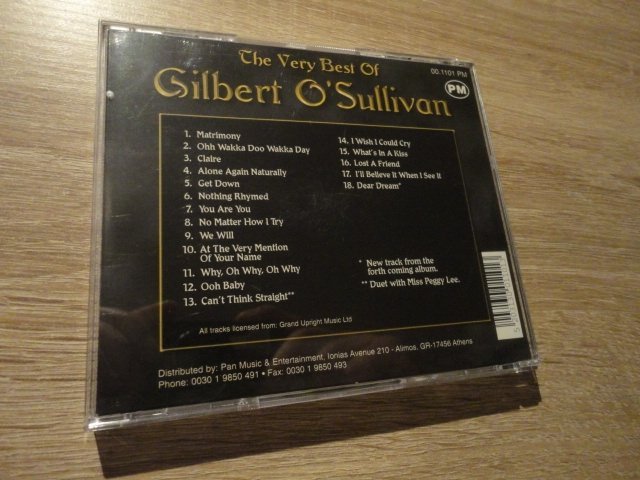 The Very Best Of
00.1101 PM
Gilbert O'Sullivan
PM
1. Matrimony
2. Ohh Wakka Doo Wakka Day
3. Claire
4. Alone Again Naturally
5. Get Down
6. Nothing Rhymed
7. You Are You
8. No Matter How I Try
9. We Will
10. At The Very Mention
Of Your Name
11. Why, Oh Why, Oh Why
12. Ooh Baby
13. Can't Think Straight**
14. I Wish I Could Cry
15. What's In A Kiss
16. Lost A Friend
17. I'll Believe It When I See It
18. Dear Dream*
* New track from the
forth coming album.
** Duet with Miss Peggy Lee.
All tracks licensed from: Grand Upright Music Ltd
Distributed by: Pan Music & Entertainment, Ionias Avenue 210 - Alimos. GR-17456 Athens
Phone: 0030 1 9850 491 • Fax: 0030 1 9850 493